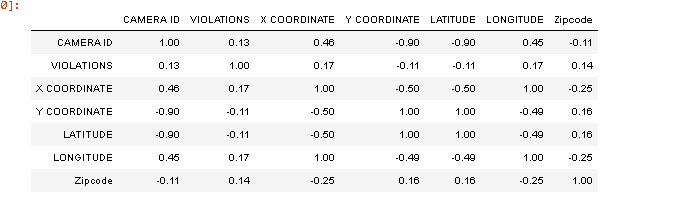 0]:
CAMERA ID VIOLATIONS X COORDINATE Y COORDINATE LATITUDE LONGITUDE Zipcode
CAMERA ID 1.00 0.13 0.46 -0.90 -0.90 0.45 -0.11
VIOLATIONS 0.13 1.00 0.17 -0.11 -0.11 0.17 0.14
X COORDINATE 0.46 0.17 1.00 -0.50 -0.50 1.00 -0.25
Y COORDINATE -0.90 -0.11 -0.50 1.00 1.00 -0.49 0.16
LATITUDE -0.90 -0.11 -0.50 1.00 1.00 -0.49 0.16
LONGITUDE 0.45 0.17 1.00 -0.49 -0.49 1.00 -0.25
Zipcode -0.11 0.14 -0.25 0.16 0.16 -0.25 1.00